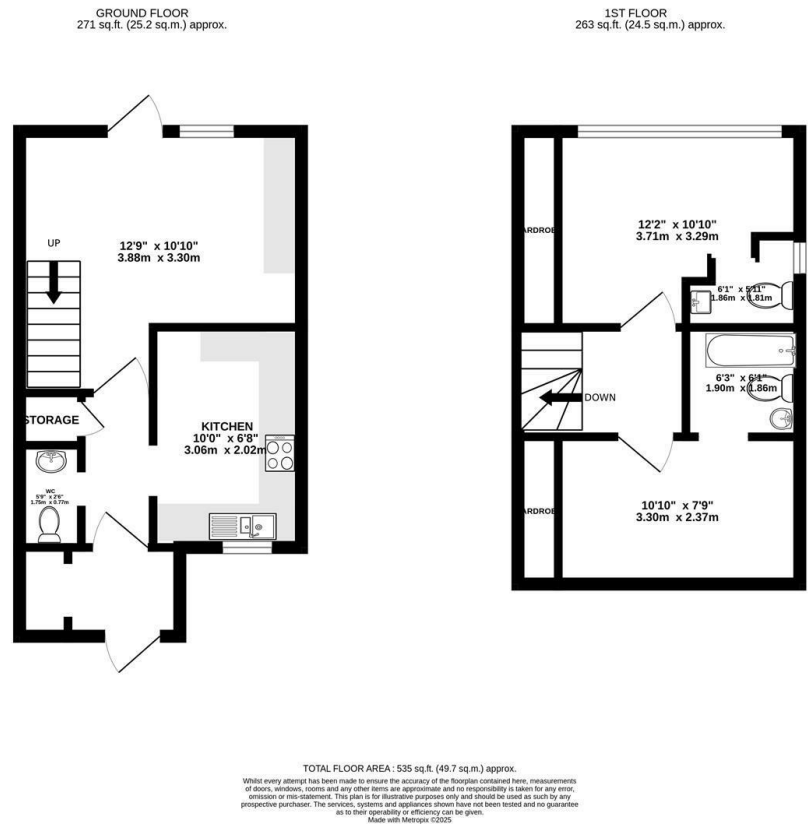 GROUND FLOOR
271 sq.ft. (25.2 sq.m.) approx.
1ST FLOOR
263 sq.ft. (24.5 sq.m.) approx.
12'9" x 10'10"
3.88m x 3.30m
UP
STORAGE
KITCHEN
10'0" x 6'8"
3.06m x 2.02m
WC
5'9" x 2'6"
1.75m x 0.77m
ARDROBE
12'2" x 10'10"
3.71m x 3.29m
6'1" x 5'11"
1.86m x 1.81m
6'3" x 6'1"
1.90m x 1.86m
DOWN
ARDROBE
10'10" x 7'9"
3.30m x 2.37m
TOTAL FLOOR AREA : 535 sq.ft. (49.7 sq.m.) approx.
Whilst every attempt has been made to ensure the accuracy of the floorplan contained here, measurements
of doors, windows, rooms and any other items are approximate and no responsibility is taken for any error,
omission or mis-statement. This plan is for illustrative purposes only and should be used as such by any
prospective purchaser. The services, systems and appliances shown have not been tested and no guarantee
as to their operability or efficiency can be given.
Made with Metropix ©2025